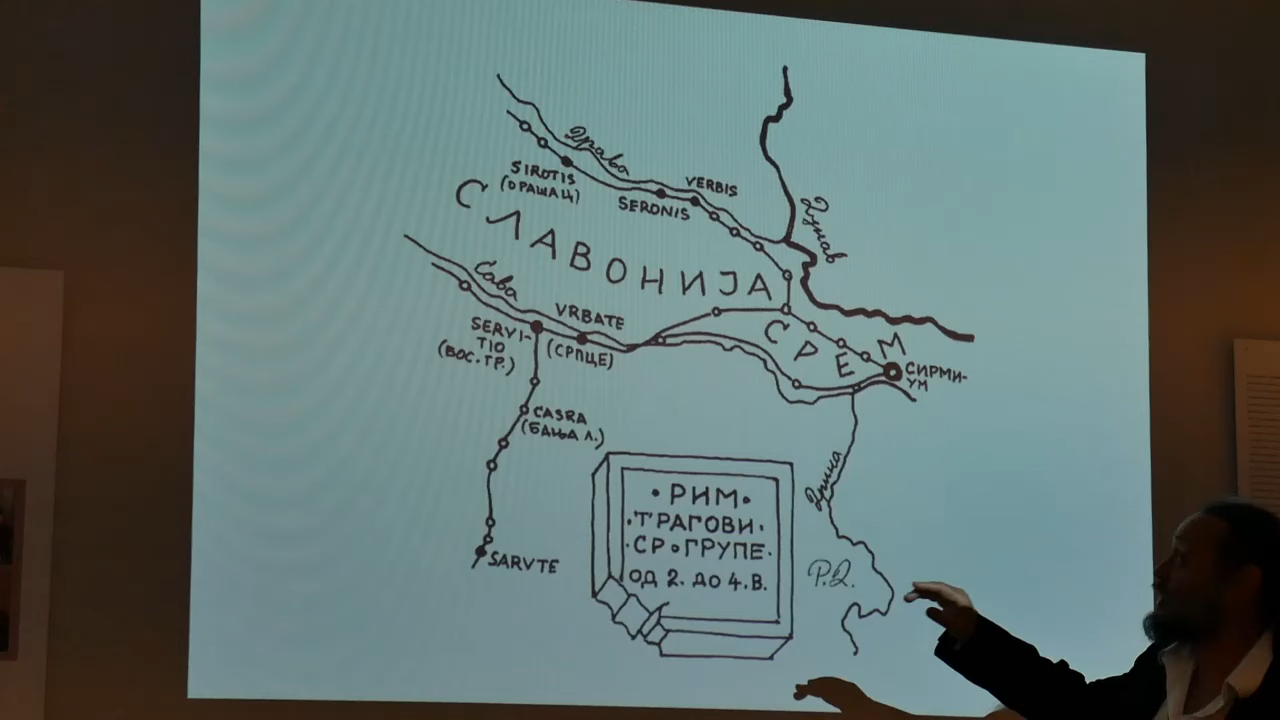 Драва
SIROTIS
(ОРАШАЦ)
SERONIS
VERBIS
Дунав
СЛАВОНИЈА
Сава
VRBATE
(СРПЦЕ)
SERVI-
TIO
(БОС.ГР.)
СРЕМ
СИРМИ-
УМ
CASRA
(БАЊА Л.)
SARVTE
Дрина
•РИМ•
•ТРАГОВИ•
•СР•ГРУПЕ•
ОД 2. ДО 4. В.
Р.Д.